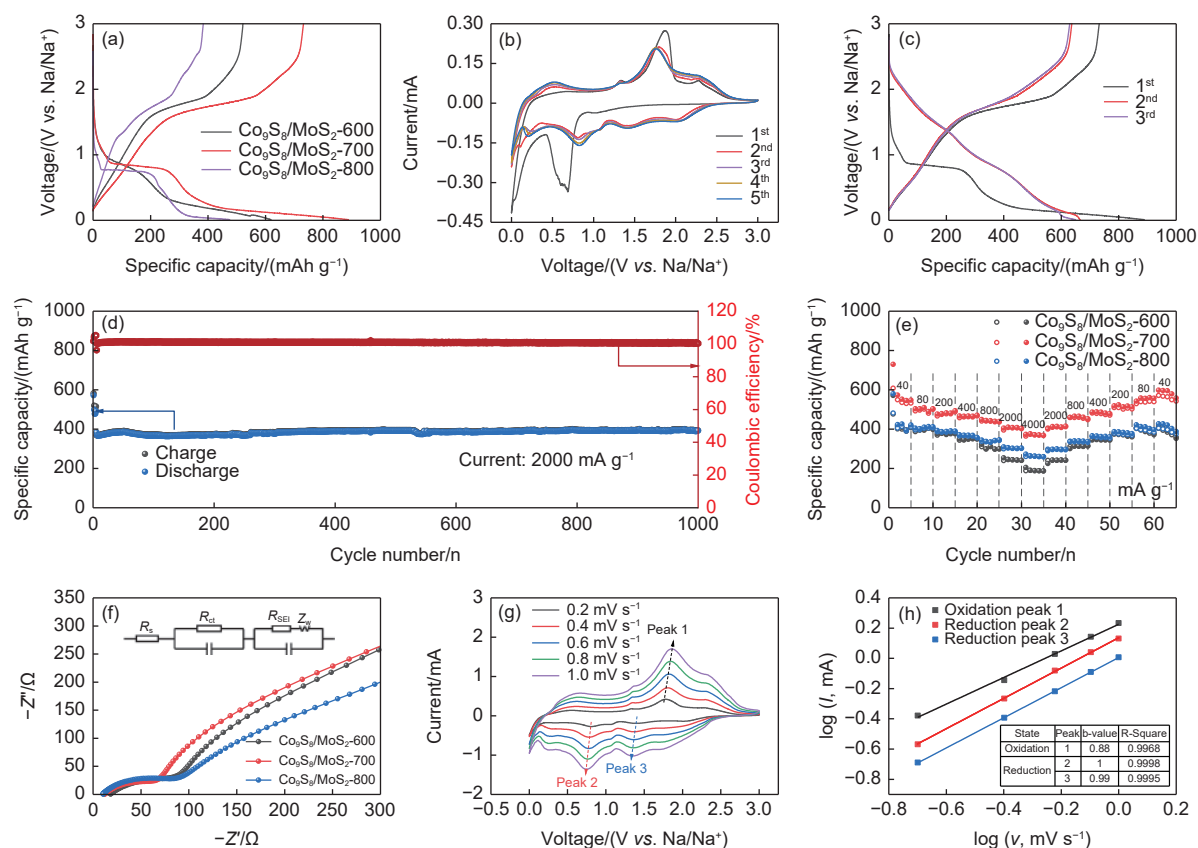 (a)
3
2
1
0
Voltage/(V vs. Na/Na⁺)
Co₉S₈/MoS₂-600
Co₉S₈/MoS₂-700
Co₉S₈/MoS₂-800
0 200 400 600 800 1000
Specific capacity/(mAh g⁻¹)
(b)
0.30
0.15
0.00
−0.15
−0.30
−0.45
Current/mA
1ˢᵗ
2ⁿᵈ
3ʳᵈ
4ᵗʰ
5ᵗʰ
0.0 0.5 1.0 1.5 2.0 2.5 3.0
Voltage/(V vs. Na/Na⁺)
(c)
3
2
1
0
Voltage/(V vs. Na/Na⁺)
1ˢᵗ
2ⁿᵈ
3ʳᵈ
0 200 400 600 800 1000
Specific capacity/(mAh g⁻¹)
(d)
1000
800
600
400
200
0
Specific capacity/(mAh g⁻¹)
Charge
Discharge
Current: 2000 mA g⁻¹
120
100
80
60
40
20
0
Coulombic efficiency/%
0 200 400 600 800 1000
Cycle number/n
(e)
1000
800
600
400
200
0
Specific capacity/(mAh g⁻¹)
Co₉S₈/MoS₂-600
Co₉S₈/MoS₂-700
Co₉S₈/MoS₂-800
40 80 200 400 800 2000 4000 2000 800 400 200 80 40
mA g⁻¹
0 10 20 30 40 50 60
Cycle number/n
(f)
350
300
250
200
150
100
50
0
−Z″/Ω
Rₛ
R_ct
R_SEI
Z_w
Co₉S₈/MoS₂-600
Co₉S₈/MoS₂-700
Co₉S₈/MoS₂-800
0 50 100 150 200 250 300
−Z′/Ω
(g)
3
2
1
0
−1
−2
Current/mA
0.2 mV s⁻¹
0.4 mV s⁻¹
0.6 mV s⁻¹
0.8 mV s⁻¹
1.0 mV s⁻¹
Peak 1
Peak 2
Peak 3
0.0 0.5 1.0 1.5 2.0 2.5 3.0
Voltage/(V vs. Na/Na⁺)
(h)
0.4
0.2
0.0
−0.2
−0.4
−0.6
−0.8
log (I, mA)
Oxidation peak 1
Reduction peak 2
Reduction peak 3
State Peak b-value R-Square
Oxidation 1 0.88 0.9968
Reduction 2 1 0.9998
3 0.99 0.9995
−0.8 −0.6 −0.4 −0.2 0.0 0.2
log (v, mV s⁻¹)